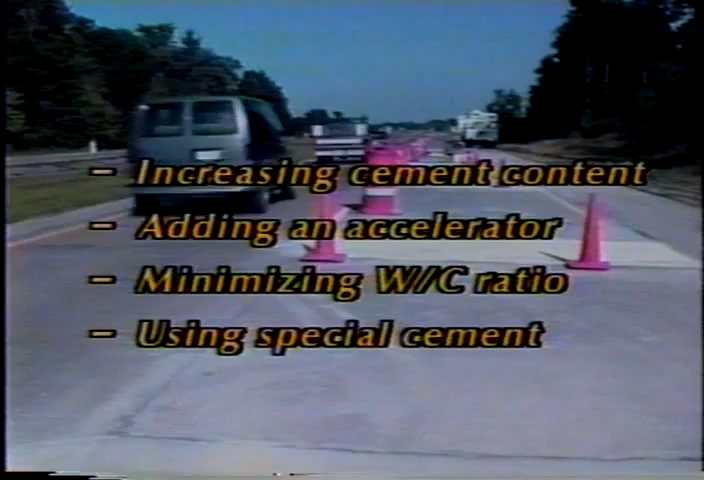 – Increasing cement content
– Adding an accelerator
– Minimizing W/C ratio
– Using special cement